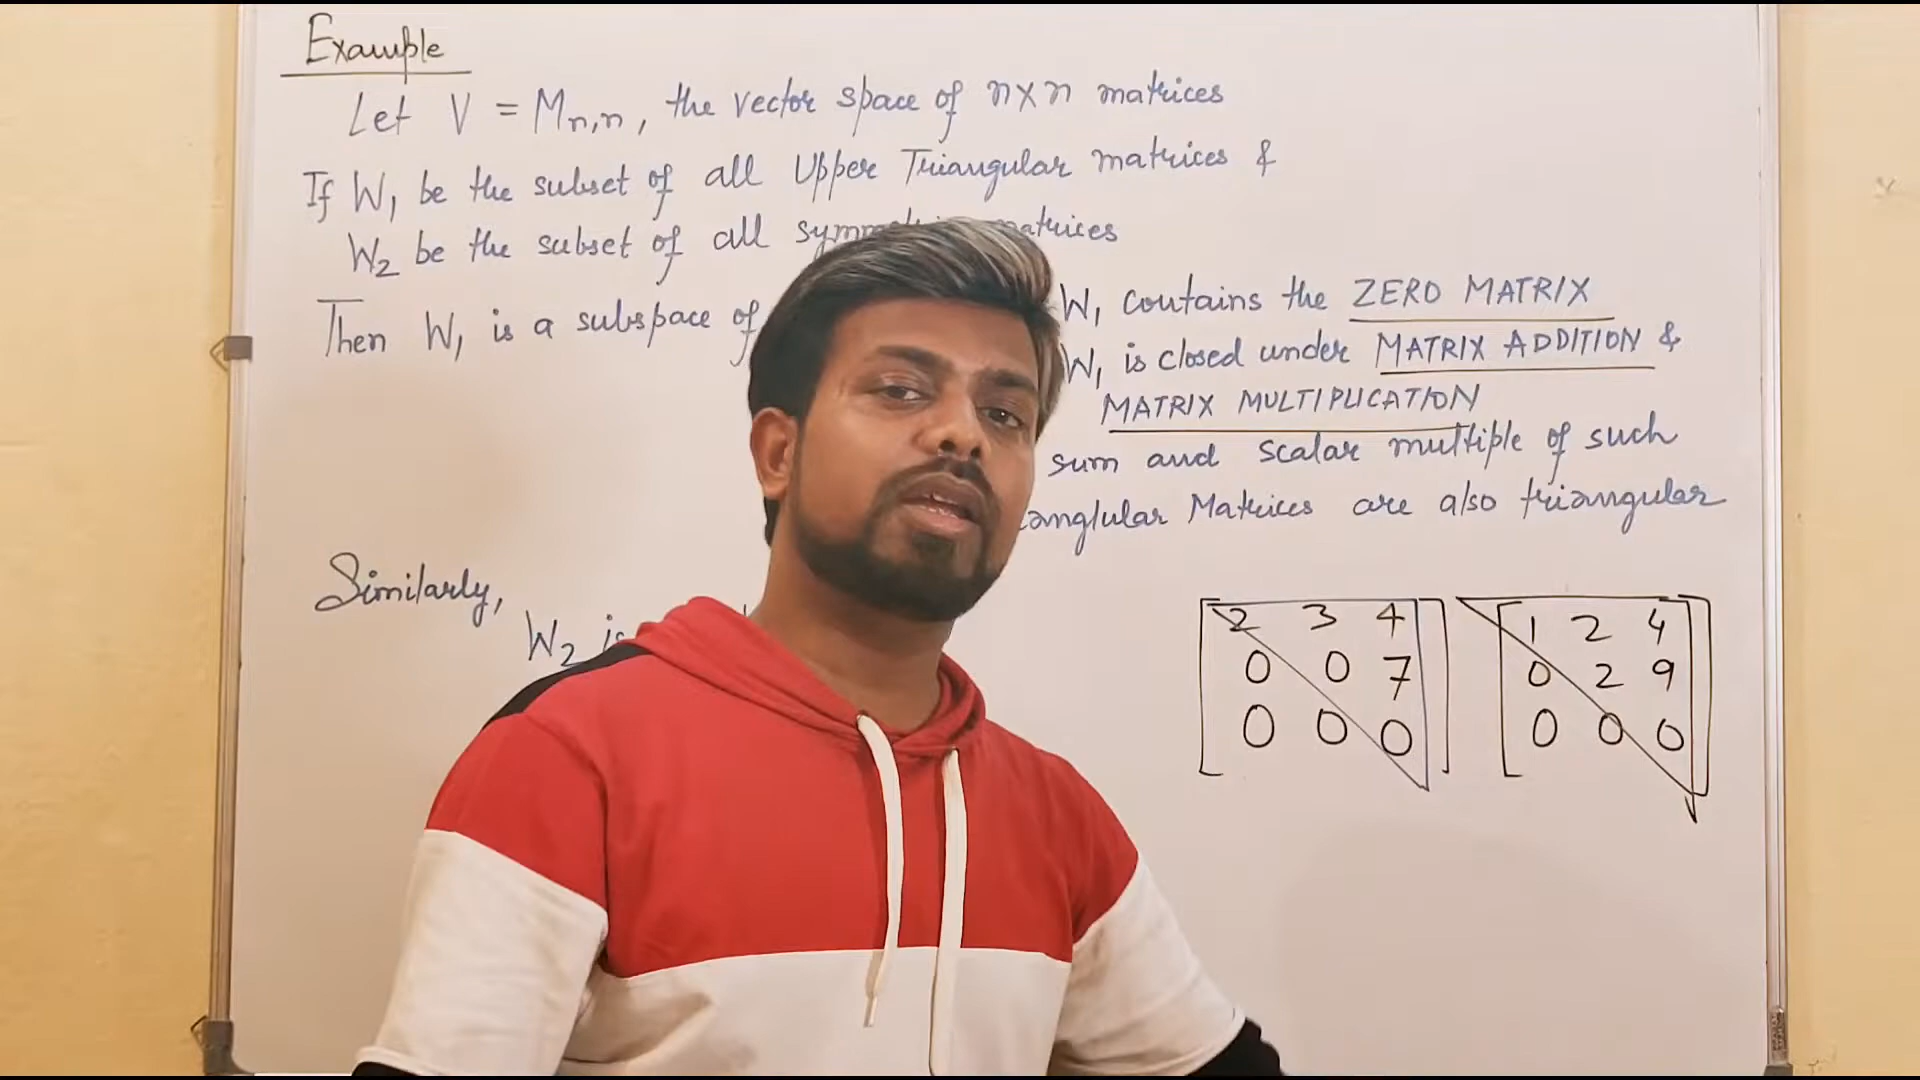 Example
Let V = Mn,n, the vector space of n×n matrices
If W1 be the subset of all Upper Triangular matrices &
W2 be the subset of all matrices
Then W1 is a subspace of
W1 contains the ZERO MATRIX
W1 is closed under MATRIX ADDITION &
MATRIX MULTIPLICATION
sum and scalar multiple of such
Matrices are also triangular
Similarly,
W2 is
2 3 4
0 0 7
0 0 0
1 2 4
0 2 9
0 0 0